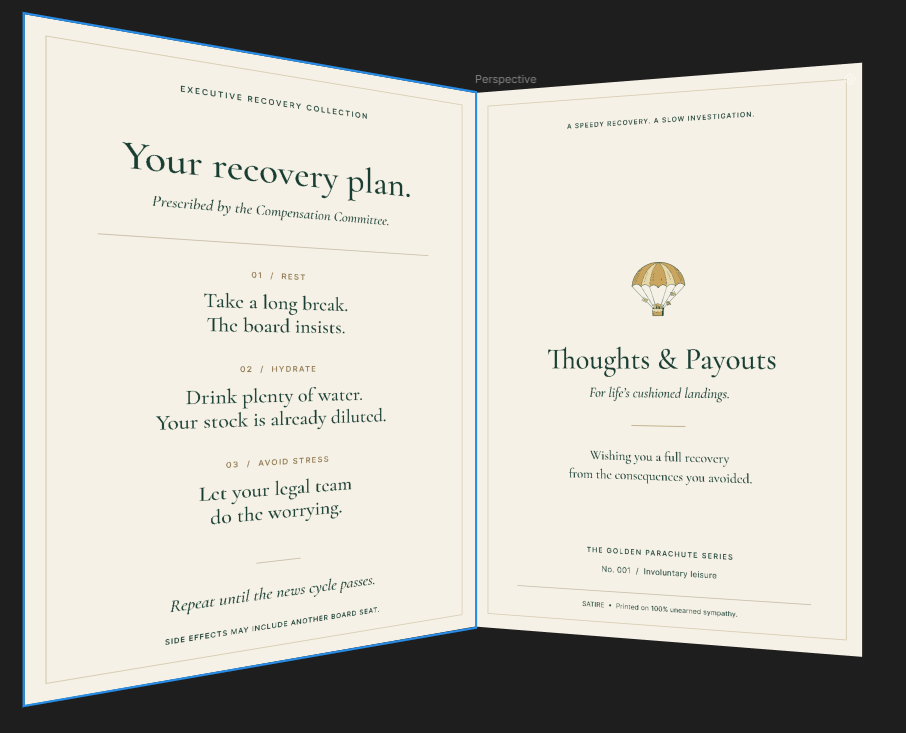 Perspective
EXECUTIVE RECOVERY COLLECTION
Your recovery plan.
Prescribed by the Compensation Committee.
01 / REST
Take a long break.
The board insists.
02 / HYDRATE
Drink plenty of water.
Your stock is already diluted.
03 / AVOID STRESS
Let your legal team
do the worrying.
Repeat until the news cycle passes.
SIDE EFFECTS MAY INCLUDE ANOTHER BOARD SEAT.
A SPEEDY RECOVERY. A SLOW INVESTIGATION.
Thoughts & Payouts
For life's cushioned landings.
Wishing you a full recovery
from the consequences you avoided.
THE GOLDEN PARACHUTE SERIES
No. 001 / Involuntary leisure
SATIRE • Printed on 100% unearned sympathy.